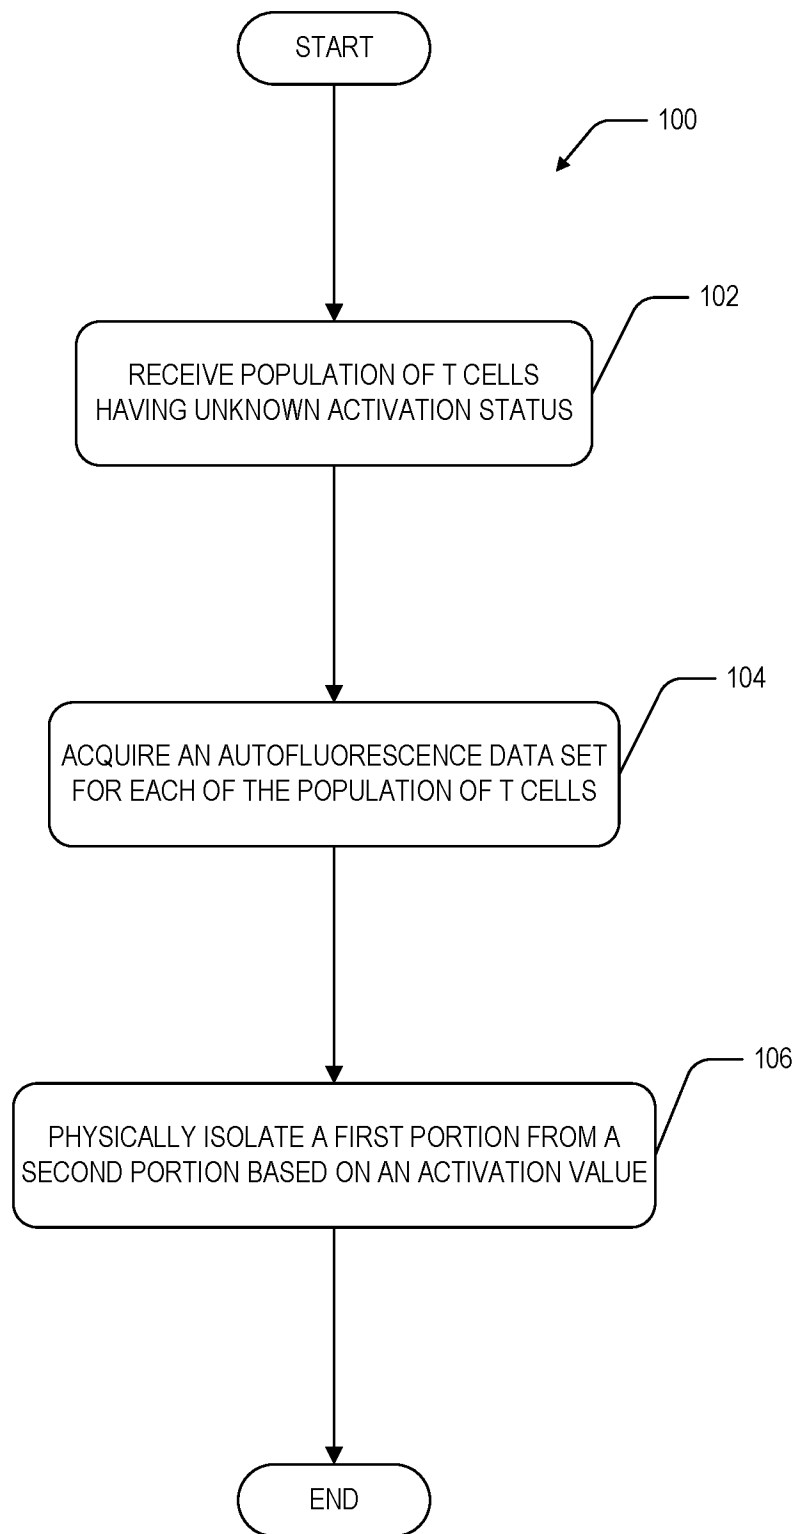 START
100
102
RECEIVE POPULATION OF T CELLS
HAVING UNKNOWN ACTIVATION STATUS
104
ACQUIRE AN AUTOFLUORESCENCE DATA SET
FOR EACH OF THE POPULATION OF T CELLS
106
PHYSICALLY ISOLATE A FIRST PORTION FROM A
SECOND PORTION BASED ON AN ACTIVATION VALUE
END